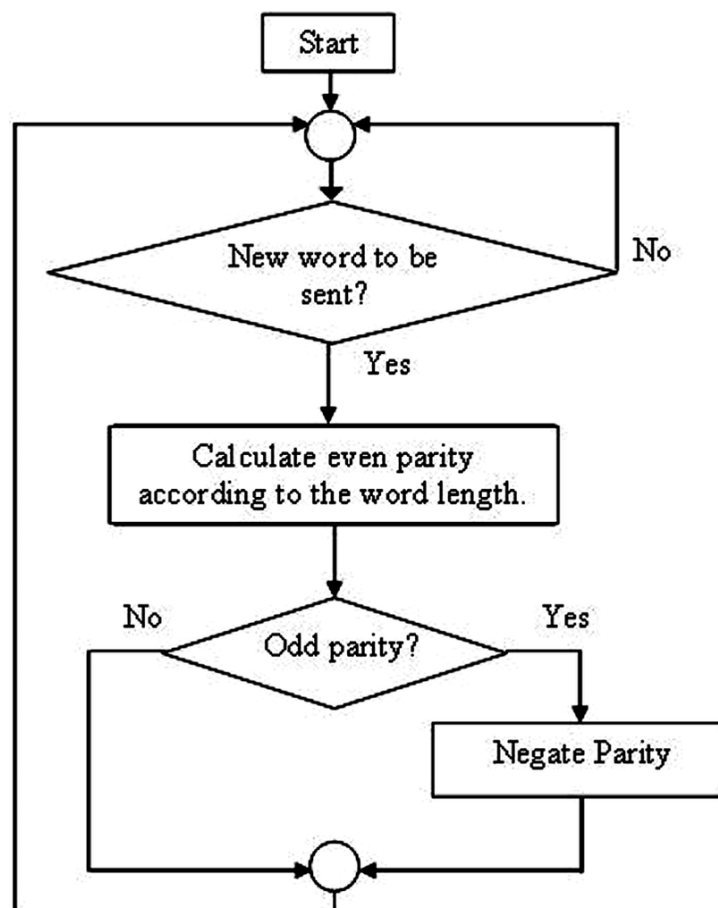 Start
New word to be
sent?
No
Yes
Calculate even parity
according to the word length.
No
Odd parity?
Yes
Negate Parity